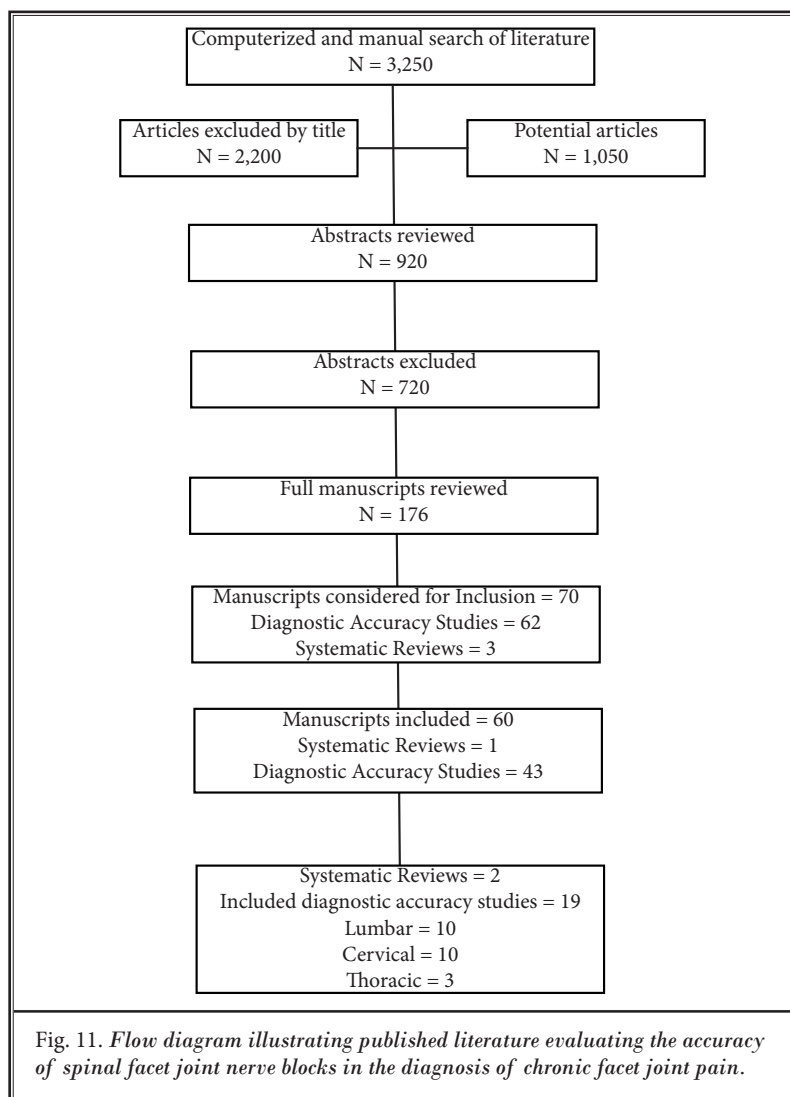 Computerized and manual search of literature
N = 3,250
Articles excluded by title
N = 2,200
Potential articles
N = 1,050
Abstracts reviewed
N = 920
Abstracts excluded
N = 720
Full manuscripts reviewed
N = 176
Manuscripts considered for Inclusion = 70
Diagnostic Accuracy Studies = 62
Systematic Reviews = 3
Manuscripts included = 60
Systematic Reviews = 1
Diagnostic Accuracy Studies = 43
Systematic Reviews = 2
Included diagnostic accuracy studies = 19
Lumbar = 10
Cervical = 10
Thoracic = 3
Fig. 11. Flow diagram illustrating published literature evaluating the accuracy
of spinal facet joint nerve blocks in the diagnosis of chronic facet joint pain.